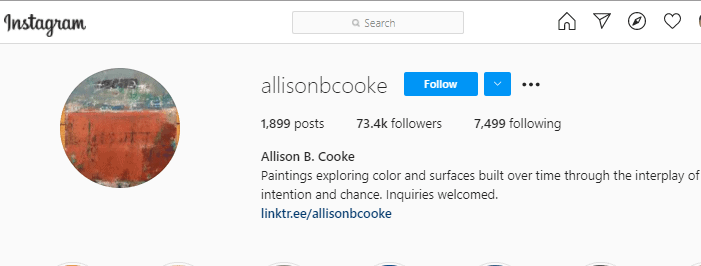 Instagram
Search
allisonbcooke
Follow
1,899 posts
73.4k followers
7,499 following
Allison B. Cooke
Paintings exploring color and surfaces built over time through the interplay of
intention and chance. Inquiries welcomed.
linktr.ee/allisonbcooke